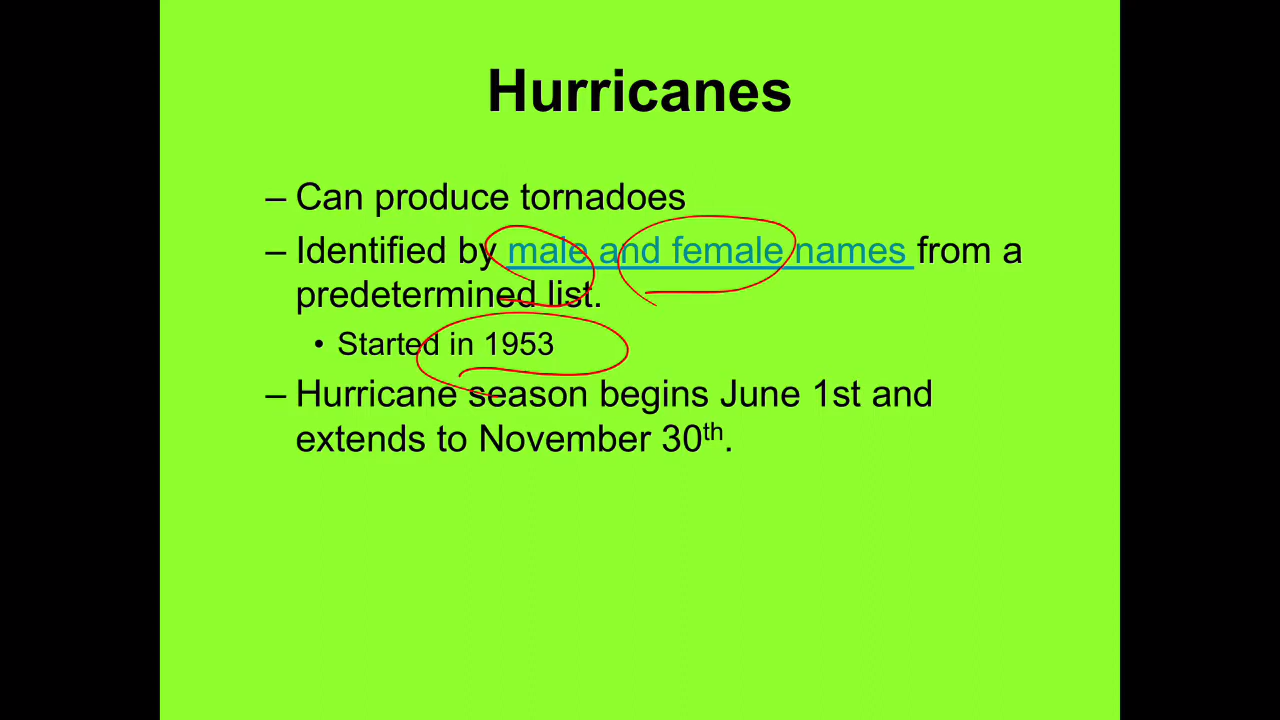 Hurricanes
– Can produce tornadoes
– Identified by male and female names from a
predetermined list.
• Started in 1953
– Hurricane season begins June 1st and
extends to November 30th.